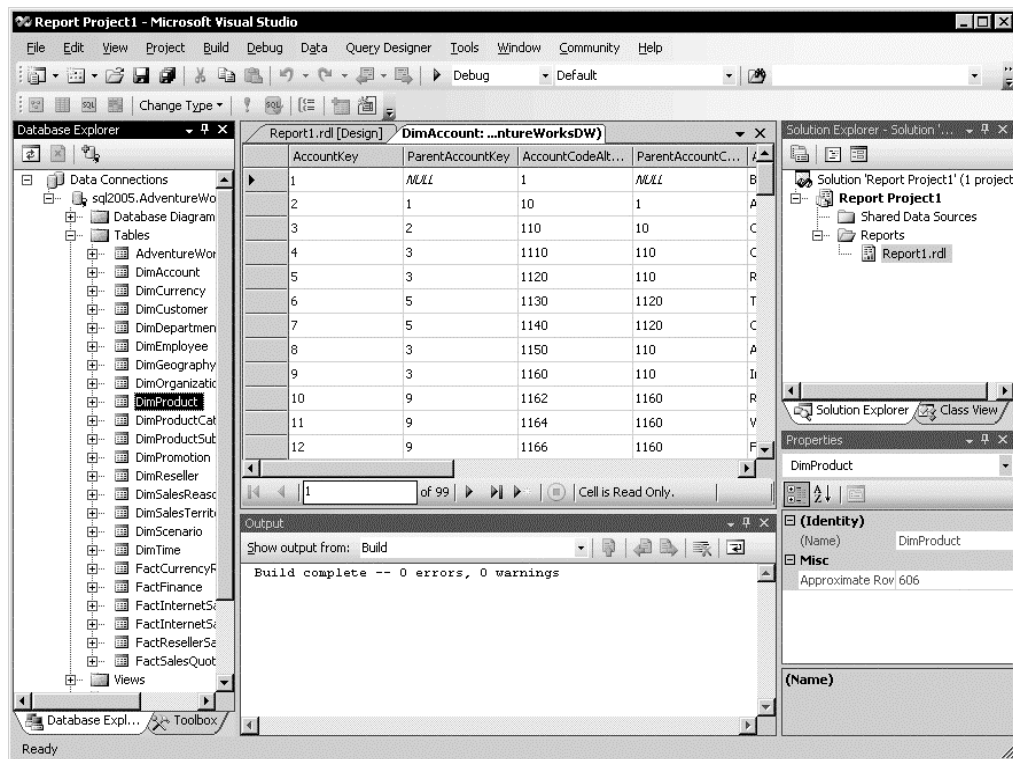 Report Project1 - Microsoft Visual Studio
File Edit View Project Build Debug Data Query Designer Tools Window Community Help
Debug Default
SQL Change Type SQL
Database Explorer
Data Connections
sql2005.AdventureWo
Database Diagram
Tables
AdventureWor
DimAccount
DimCurrency
DimCustomer
DimDepartmen
DimEmployee
DimGeography
DimOrganizatic
DimProduct
DimProductCat
DimProductSub
DimPromotion
DimReseller
DimSalesReasc
DimSalesTerrito
DimScenario
DimTime
FactCurrencyR
FactFinance
FactInternetSa
FactInternetSa
FactResellerSa
FactSalesQuot
Views
Database Expl... Toolbox
Report1.rdl [Design] DimAccount: ...ntureWorksDW)
AccountKey ParentAccountKey AccountCodeAlt... ParentAccountC... A
1 NULL 1 NULL B
2 1 10 1 A
3 2 110 10 C
4 3 1110 110 C
5 3 1120 110 R
6 5 1130 1120 T
7 5 1140 1120 C
8 3 1150 110 A
9 3 1160 110 I
10 9 1162 1160 R
11 9 1164 1160 V
12 9 1166 1160 F
1 of 99 Cell is Read Only.
Output
Show output from: Build
Build complete -- 0 errors, 0 warnings
Solution Explorer - Solution '...
Solution 'Report Project1' (1 project
Report Project1
Shared Data Sources
Reports
Report1.rdl
Solution Explorer Class View
Properties
DimProduct
(Identity)
(Name) DimProduct
Misc
Approximate Rov 606
(Name)
Ready